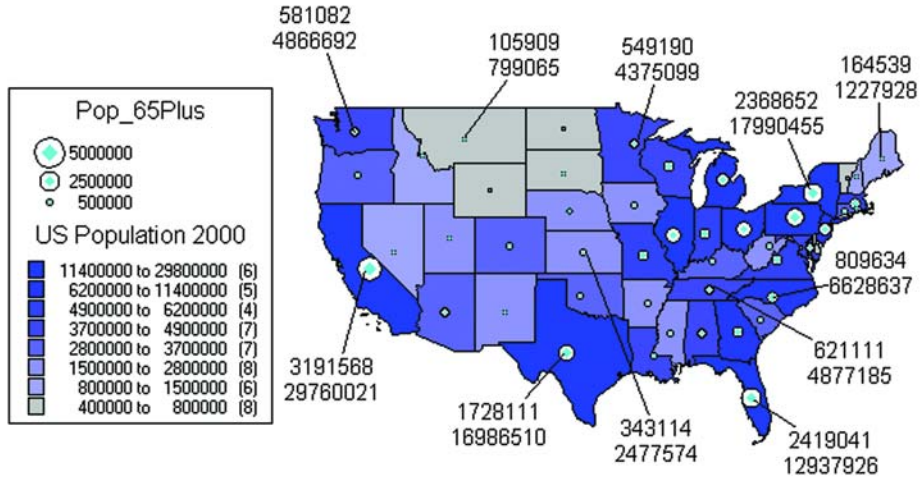 581082
4866692
105909
799065
549190
4375099
164539
1227928
2368652
17990455
Pop_65Plus
5000000
2500000
500000
US Population 2000
11400000 to 29800000 (6)
6200000 to 11400000 (5)
4900000 to 6200000 (4)
3700000 to 4900000 (7)
2800000 to 3700000 (7)
1500000 to 2800000 (8)
800000 to 1500000 (6)
400000 to 800000 (8)
809634
6628637
621111
4877185
3191568
29760021
1728111
16986510
343114
2477574
2419041
12937926